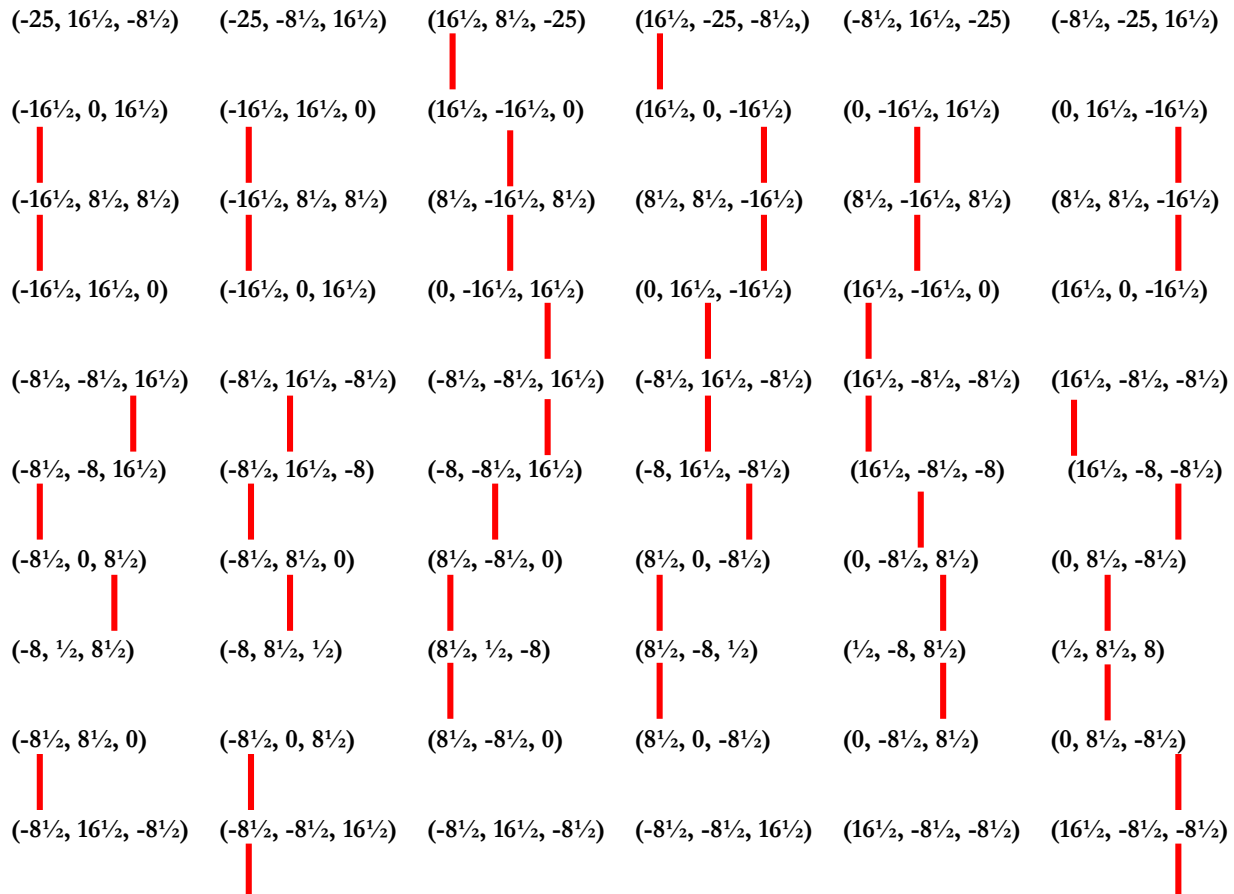 (-25, 16½, -8½) (-25, -8½, 16½) (16½, 8½, -25) (16½, -25, -8½,) (-8½, 16½, -25) (-8½, -25, 16½)
(-16½, 0, 16½) (-16½, 16½, 0) (16½, -16½, 0) (16½, 0, -16½) (0, -16½, 16½) (0, 16½, -16½)
(-16½, 8½, 8½) (-16½, 8½, 8½) (8½, -16½, 8½) (8½, 8½, -16½) (8½, -16½, 8½) (8½, 8½, -16½)
(-16½, 16½, 0) (-16½, 0, 16½) (0, -16½, 16½) (0, 16½, -16½) (16½, -16½, 0) (16½, 0, -16½)
(-8½, -8½, 16½) (-8½, 16½, -8½) (-8½, -8½, 16½) (-8½, 16½, -8½) (16½, -8½, -8½) (16½, -8½, -8½)
(-8½, -8, 16½) (-8½, 16½, -8) (-8, -8½, 16½) (-8, 16½, -8½) (16½, -8½, -8) (16½, -8, -8½)
(-8½, 0, 8½) (-8½, 8½, 0) (8½, -8½, 0) (8½, 0, -8½) (0, -8½, 8½) (0, 8½, -8½)
(-8, ½, 8½) (-8, 8½, ½) (8½, ½, -8) (8½, -8, ½) (½, -8, 8½) (½, 8½, 8)
(-8½, 8½, 0) (-8½, 0, 8½) (8½, -8½, 0) (8½, 0, -8½) (0, -8½, 8½) (0, 8½, -8½)
(-8½, 16½, -8½) (-8½, -8½, 16½) (-8½, 16½, -8½) (-8½, -8½, 16½) (16½, -8½, -8½) (16½, -8½, -8½)